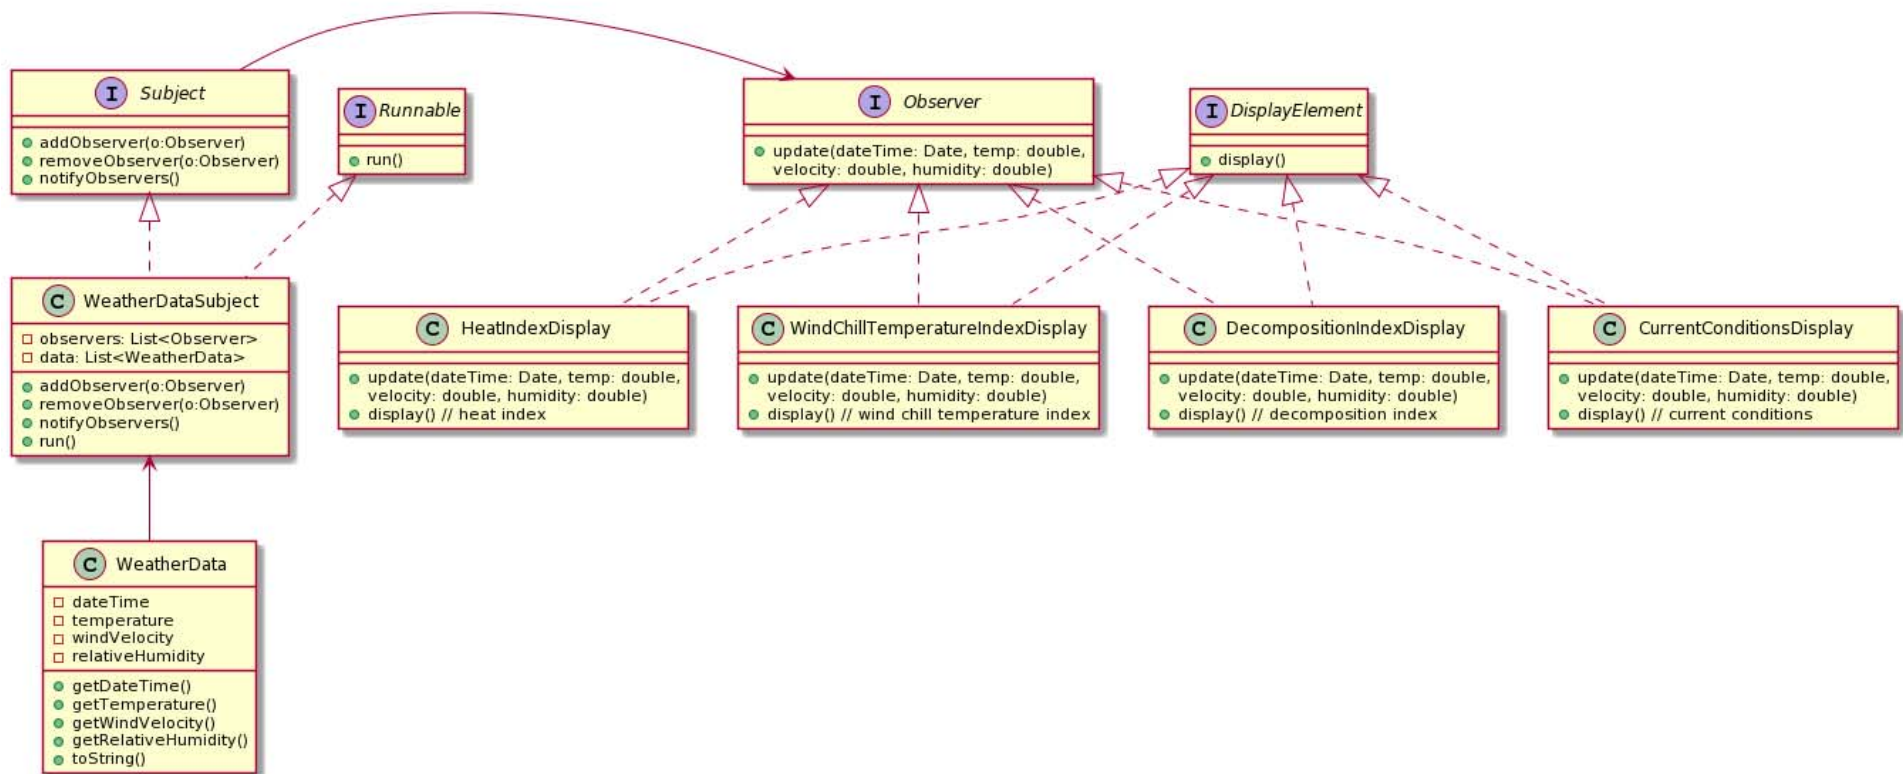 I Subject
addObserver(o:Observer)
removeObserver(o:Observer)
notifyObservers()
I Runnable
run()
I Observer
update(dateTime: Date, temp: double,
velocity: double, humidity: double)
I DisplayElement
display()
C WeatherDataSubject
observers: List<Observer>
data: List<WeatherData>
addObserver(o:Observer)
removeObserver(o:Observer)
notifyObservers()
run()
C HeatIndexDisplay
update(dateTime: Date, temp: double,
velocity: double, humidity: double)
display() // heat index
C WindChillTemperatureIndexDisplay
update(dateTime: Date, temp: double,
velocity: double, humidity: double)
display() // wind chill temperature index
C DecompositionIndexDisplay
update(dateTime: Date, temp: double,
velocity: double, humidity: double)
display() // decomposition index
C CurrentConditionsDisplay
update(dateTime: Date, temp: double,
velocity: double, humidity: double)
display() // current conditions
C WeatherData
dateTime
temperature
windVelocity
relativeHumidity
getDateTime()
getTemperature()
getWindVelocity()
getRelativeHumidity()
toString()